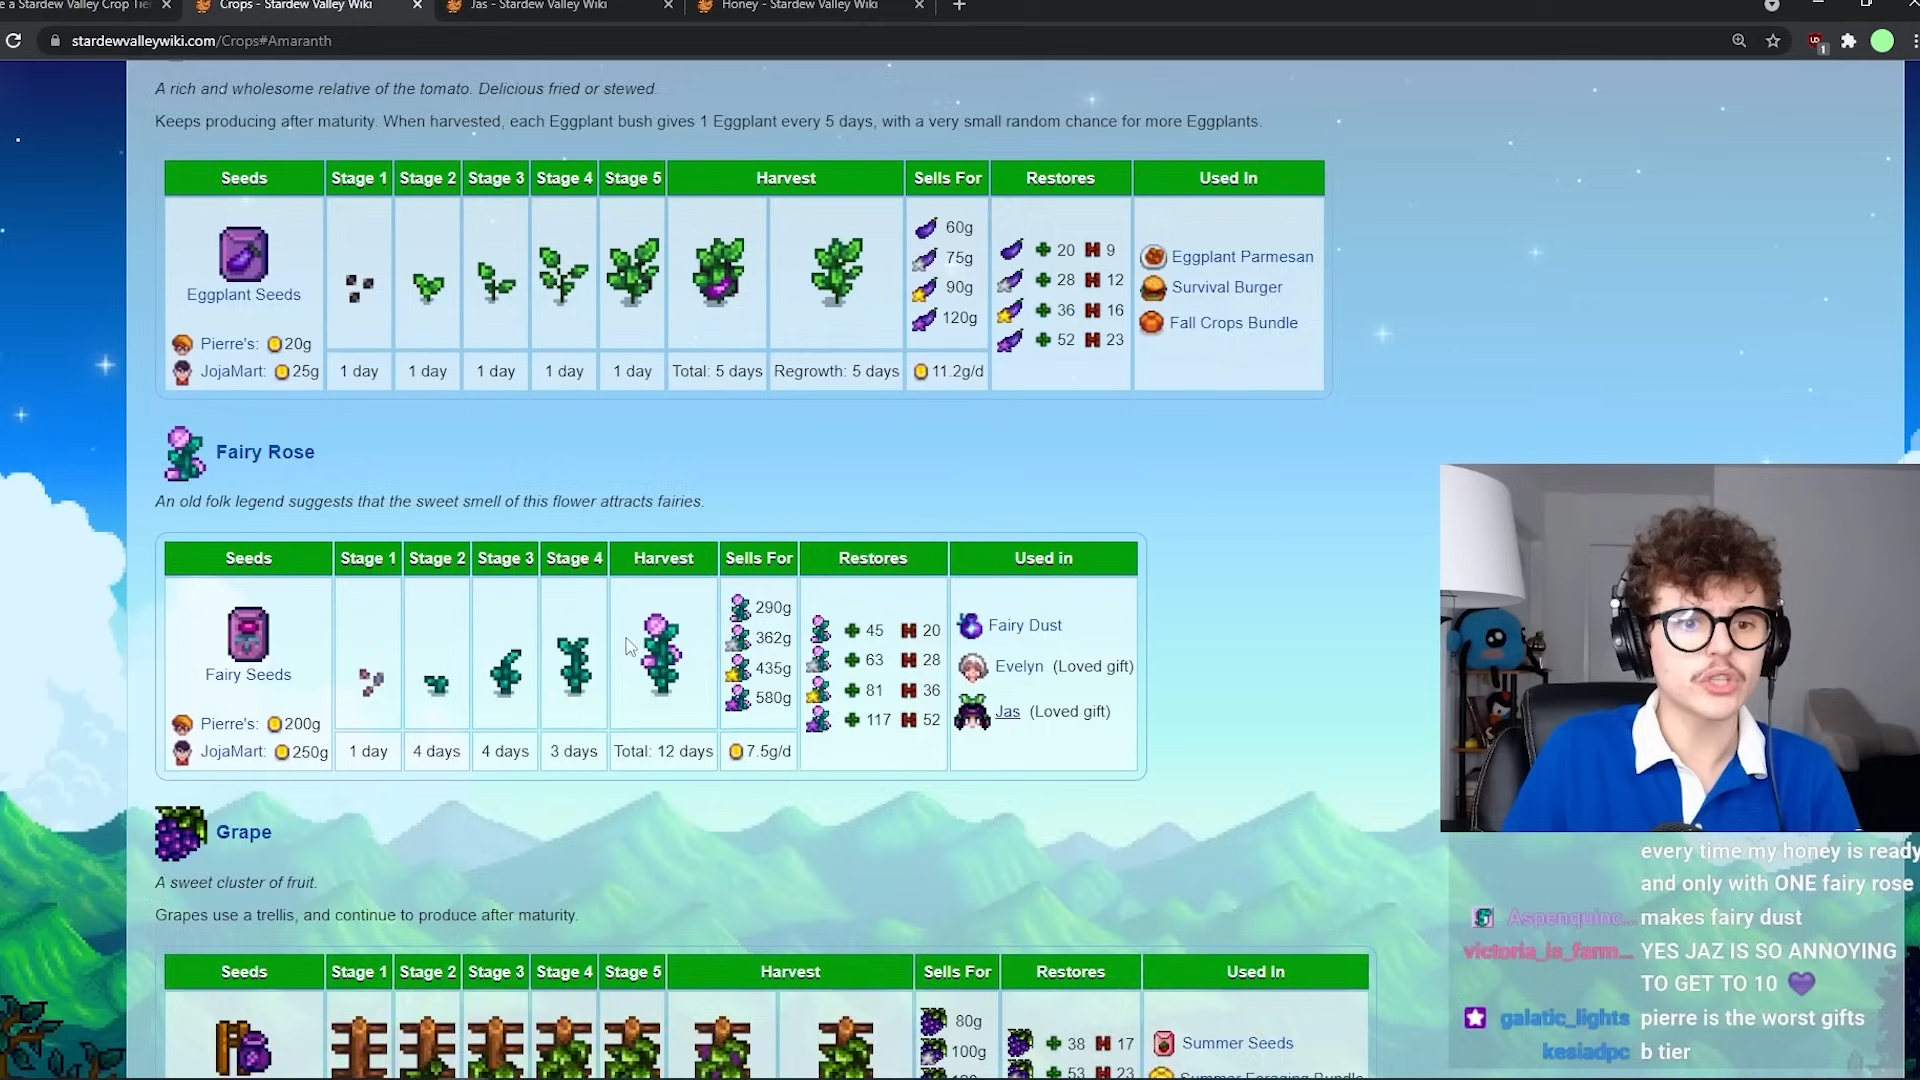 e a Stardew Valley Crop Tier
Crops - Stardew Valley Wiki
Jas - Stardew Valley Wiki
Honey - Stardew Valley Wiki
stardewvalleywiki.com/Crops#Amaranth
A rich and wholesome relative of the tomato. Delicious fried or stewed.
Keeps producing after maturity. When harvested, each Eggplant bush gives 1 Eggplant every 5 days, with a very small random chance for more Eggplants.
Seeds Stage 1 Stage 2 Stage 3 Stage 4 Stage 5 Harvest Sells For Restores Used In
Eggplant Seeds
Pierre's: 20g
JojaMart: 25g
1 day 1 day 1 day 1 day 1 day Total: 5 days Regrowth: 5 days
60g
75g
90g
120g
11.2g/d
20 9
28 12
36 16
52 23
Eggplant Parmesan
Survival Burger
Fall Crops Bundle
Fairy Rose
An old folk legend suggests that the sweet smell of this flower attracts fairies.
Seeds Stage 1 Stage 2 Stage 3 Stage 4 Harvest Sells For Restores Used in
Fairy Seeds
Pierre's: 200g
JojaMart: 250g
1 day 4 days 4 days 3 days Total: 12 days
290g
362g
435g
580g
7.5g/d
45 20
63 28
81 36
117 52
Fairy Dust
Evelyn (Loved gift)
Jas (Loved gift)
Grape
A sweet cluster of fruit.
Grapes use a trellis, and continue to produce after maturity.
Seeds Stage 1 Stage 2 Stage 3 Stage 4 Stage 5 Harvest Sells For Restores Used In
80g
100g
38 17
53 23
Summer Seeds
Summer Foraging Bundle
every time my honey is ready
and only with ONE fairy rose
Aspenquinc... makes fairy dust
victoria_is_farm... YES JAZ IS SO ANNOYING
TO GET TO 10
galatic_lights pierre is the worst gifts
kesiadpc b tier